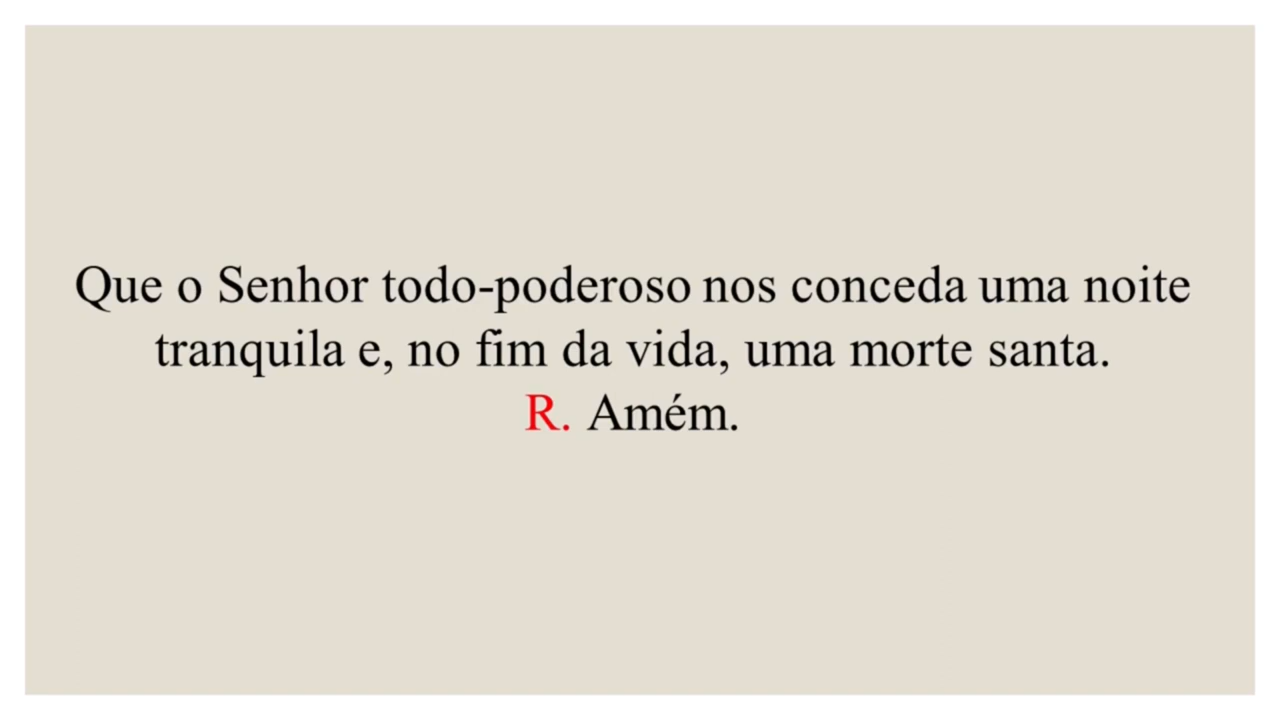 Que o Senhor todo-poderoso nos conceda uma noite
tranquila e, no fim da vida, uma morte santa.
R. Amém.